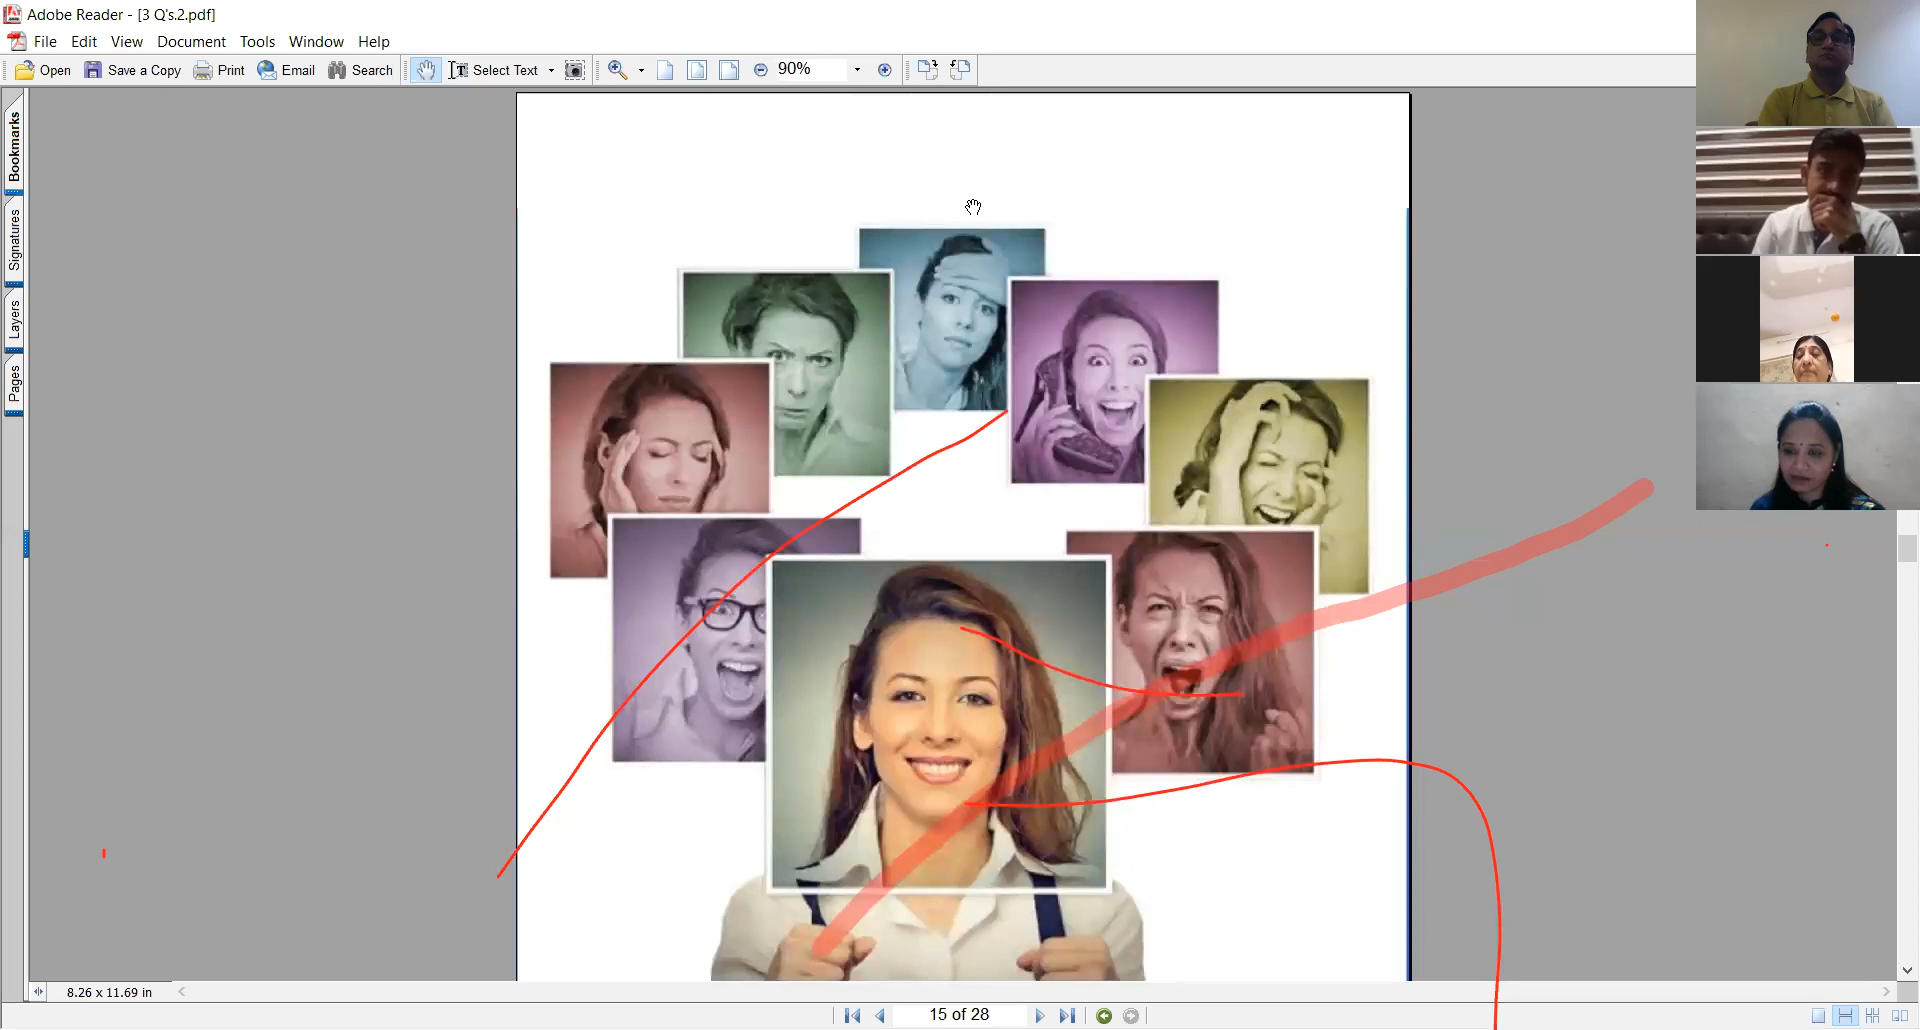 Adobe Reader - [3 Q's.2.pdf]
File Edit View Document Tools Window Help
Open Save a Copy Print Email Search Select Text 90%
Bookmarks
Signatures
Layers
Pages
8.26 x 11.69 in
15 of 28